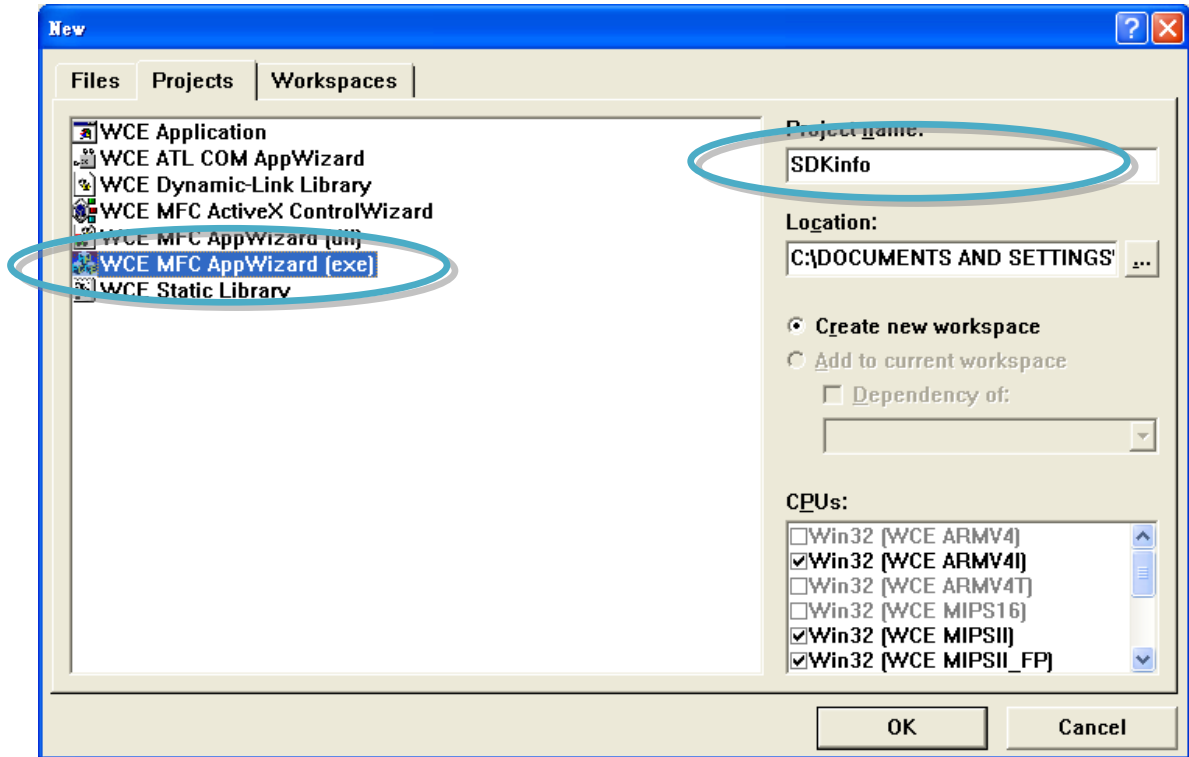 New
Files Projects Workspaces
WCE Application
WCE ATL COM AppWizard
WCE Dynamic-Link Library
WCE MFC ActiveX ControlWizard
WCE MFC AppWizard (dll)
WCE MFC AppWizard (exe)
WCE Static Library
Project name:
SDKinfo
Location:
C:\DOCUMENTS AND SETTINGS\
...
Create new workspace
Add to current workspace
Dependency of:
CPUs:
Win32 (WCE ARMV4)
Win32 (WCE ARMV4I)
Win32 (WCE ARMV4T)
Win32 (WCE MIPS16)
Win32 (WCE MIPSII)
Win32 (WCE MIPSII_FP)
OK Cancel